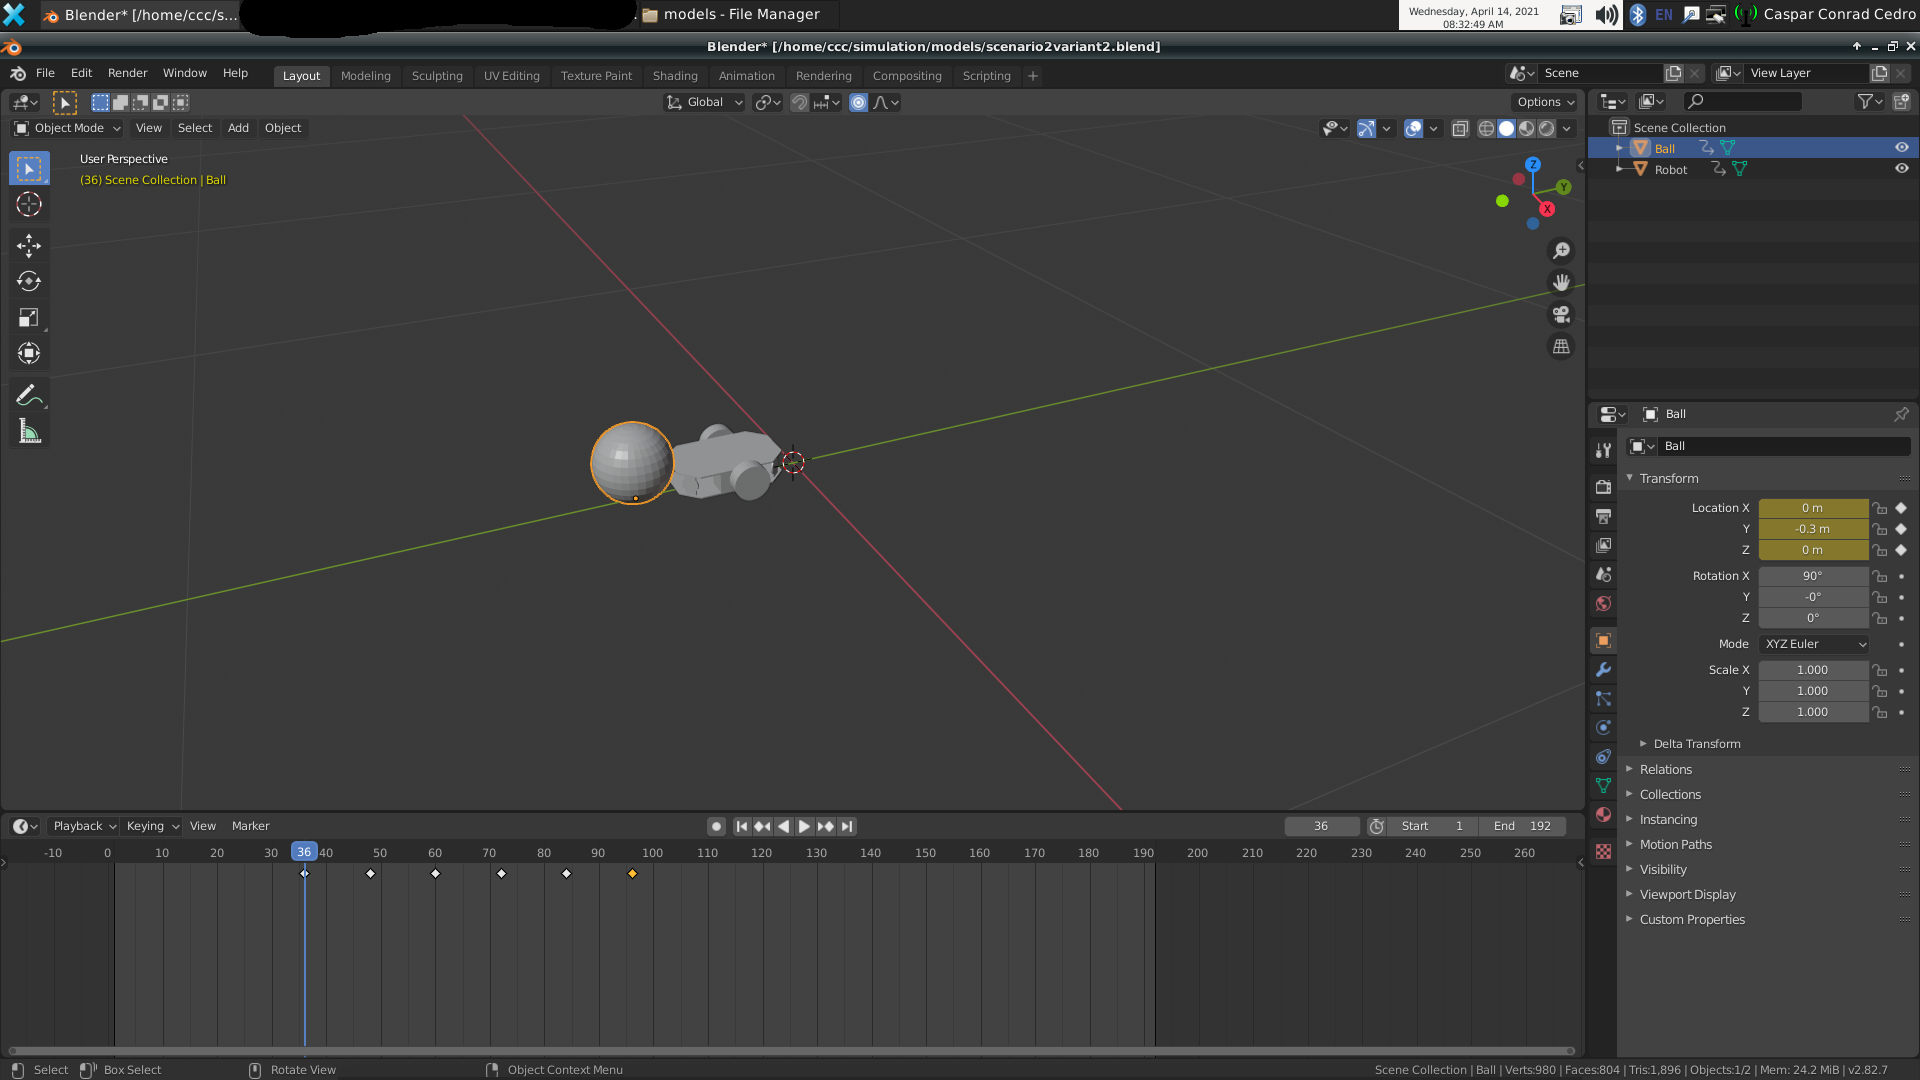 Blender* [/home/ccc/s...
models - File Manager
Wednesday, April 14, 2021
08:32:49 AM
EN
Caspar Conrad Cedro
Blender* [/home/ccc/simulation/models/scenario2variant2.blend]
File Edit Render Window Help
Layout Modeling Sculpting UV Editing Texture Paint Shading Animation Rendering Compositing Scripting +
Scene
View Layer
Global
Options
Object Mode View Select Add Object
User Perspective
(36) Scene Collection | Ball
Z
Y
X
Scene Collection
Ball
Robot
Ball
Ball
Transform
Location X 0 m
Y -0.3 m
Z 0 m
Rotation X 90°
Y -0°
Z 0°
Mode XYZ Euler
Scale X 1.000
Y 1.000
Z 1.000
Delta Transform
Relations
Collections
Instancing
Motion Paths
Visibility
Viewport Display
Custom Properties
Playback Keying View Marker
36
Start 1
End 192
-10 0 10 20 30 36 40 50 60 70 80 90 100 110 120 130 140 150 160 170 180 190 200 210 220 230 240 250 260
Select
Box Select
Rotate View
Object Context Menu
Scene Collection | Ball | Verts:980 | Faces:804 | Tris:1,896 | Objects:1/2 | Mem: 24.2 MiB | v2.82.7